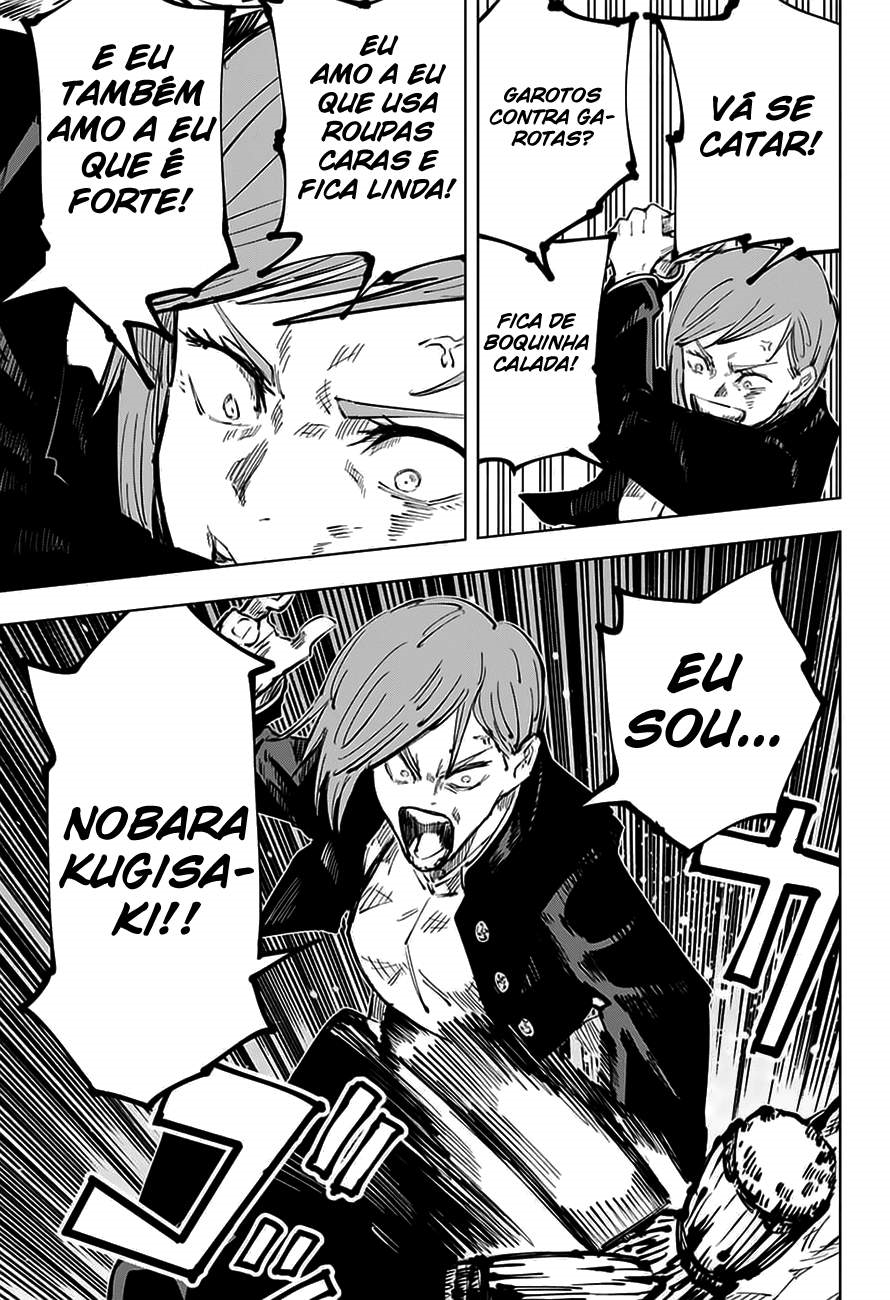 VÁ SE
CATAR!
GAROTOS
CONTRA GA-
ROTAS?
FICA DE
BOQUINHA
CALADA!
EU
AMO A EU
QUE USA
ROUPAS
CARAS E
FICA LINDA!
E EU
TAMBÉM
AMO A EU
QUE É
FORTE!
EU
SOU...
NOBARA
KUGISA-
KI!!